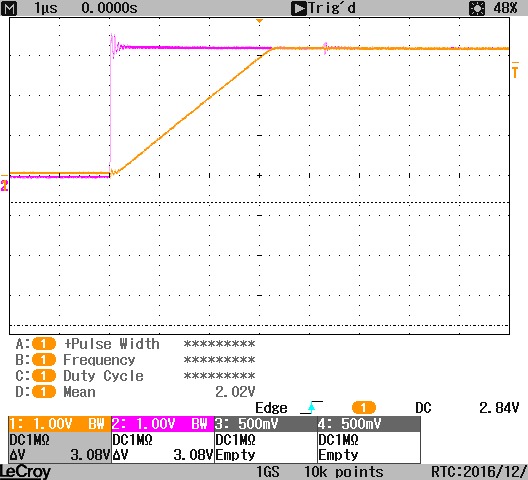 M 1µs 0.0000s Trig'd 48%
T
2
A: 1 +Pulse Width *********
B: 1 Frequency *********
C: 1 Duty Cycle *********
D: 1 Mean 2.02V
Edge 1 DC 2.84V
1: 1.00V BW 2: 1.00V BW 3: 500mV 4: 500mV
DC1MΩ DC1MΩ DC1MΩ DC1MΩ
ΔV 3.08V ΔV 3.08V Empty Empty
LeCroy 1GS 10k points RTC:2016/12/